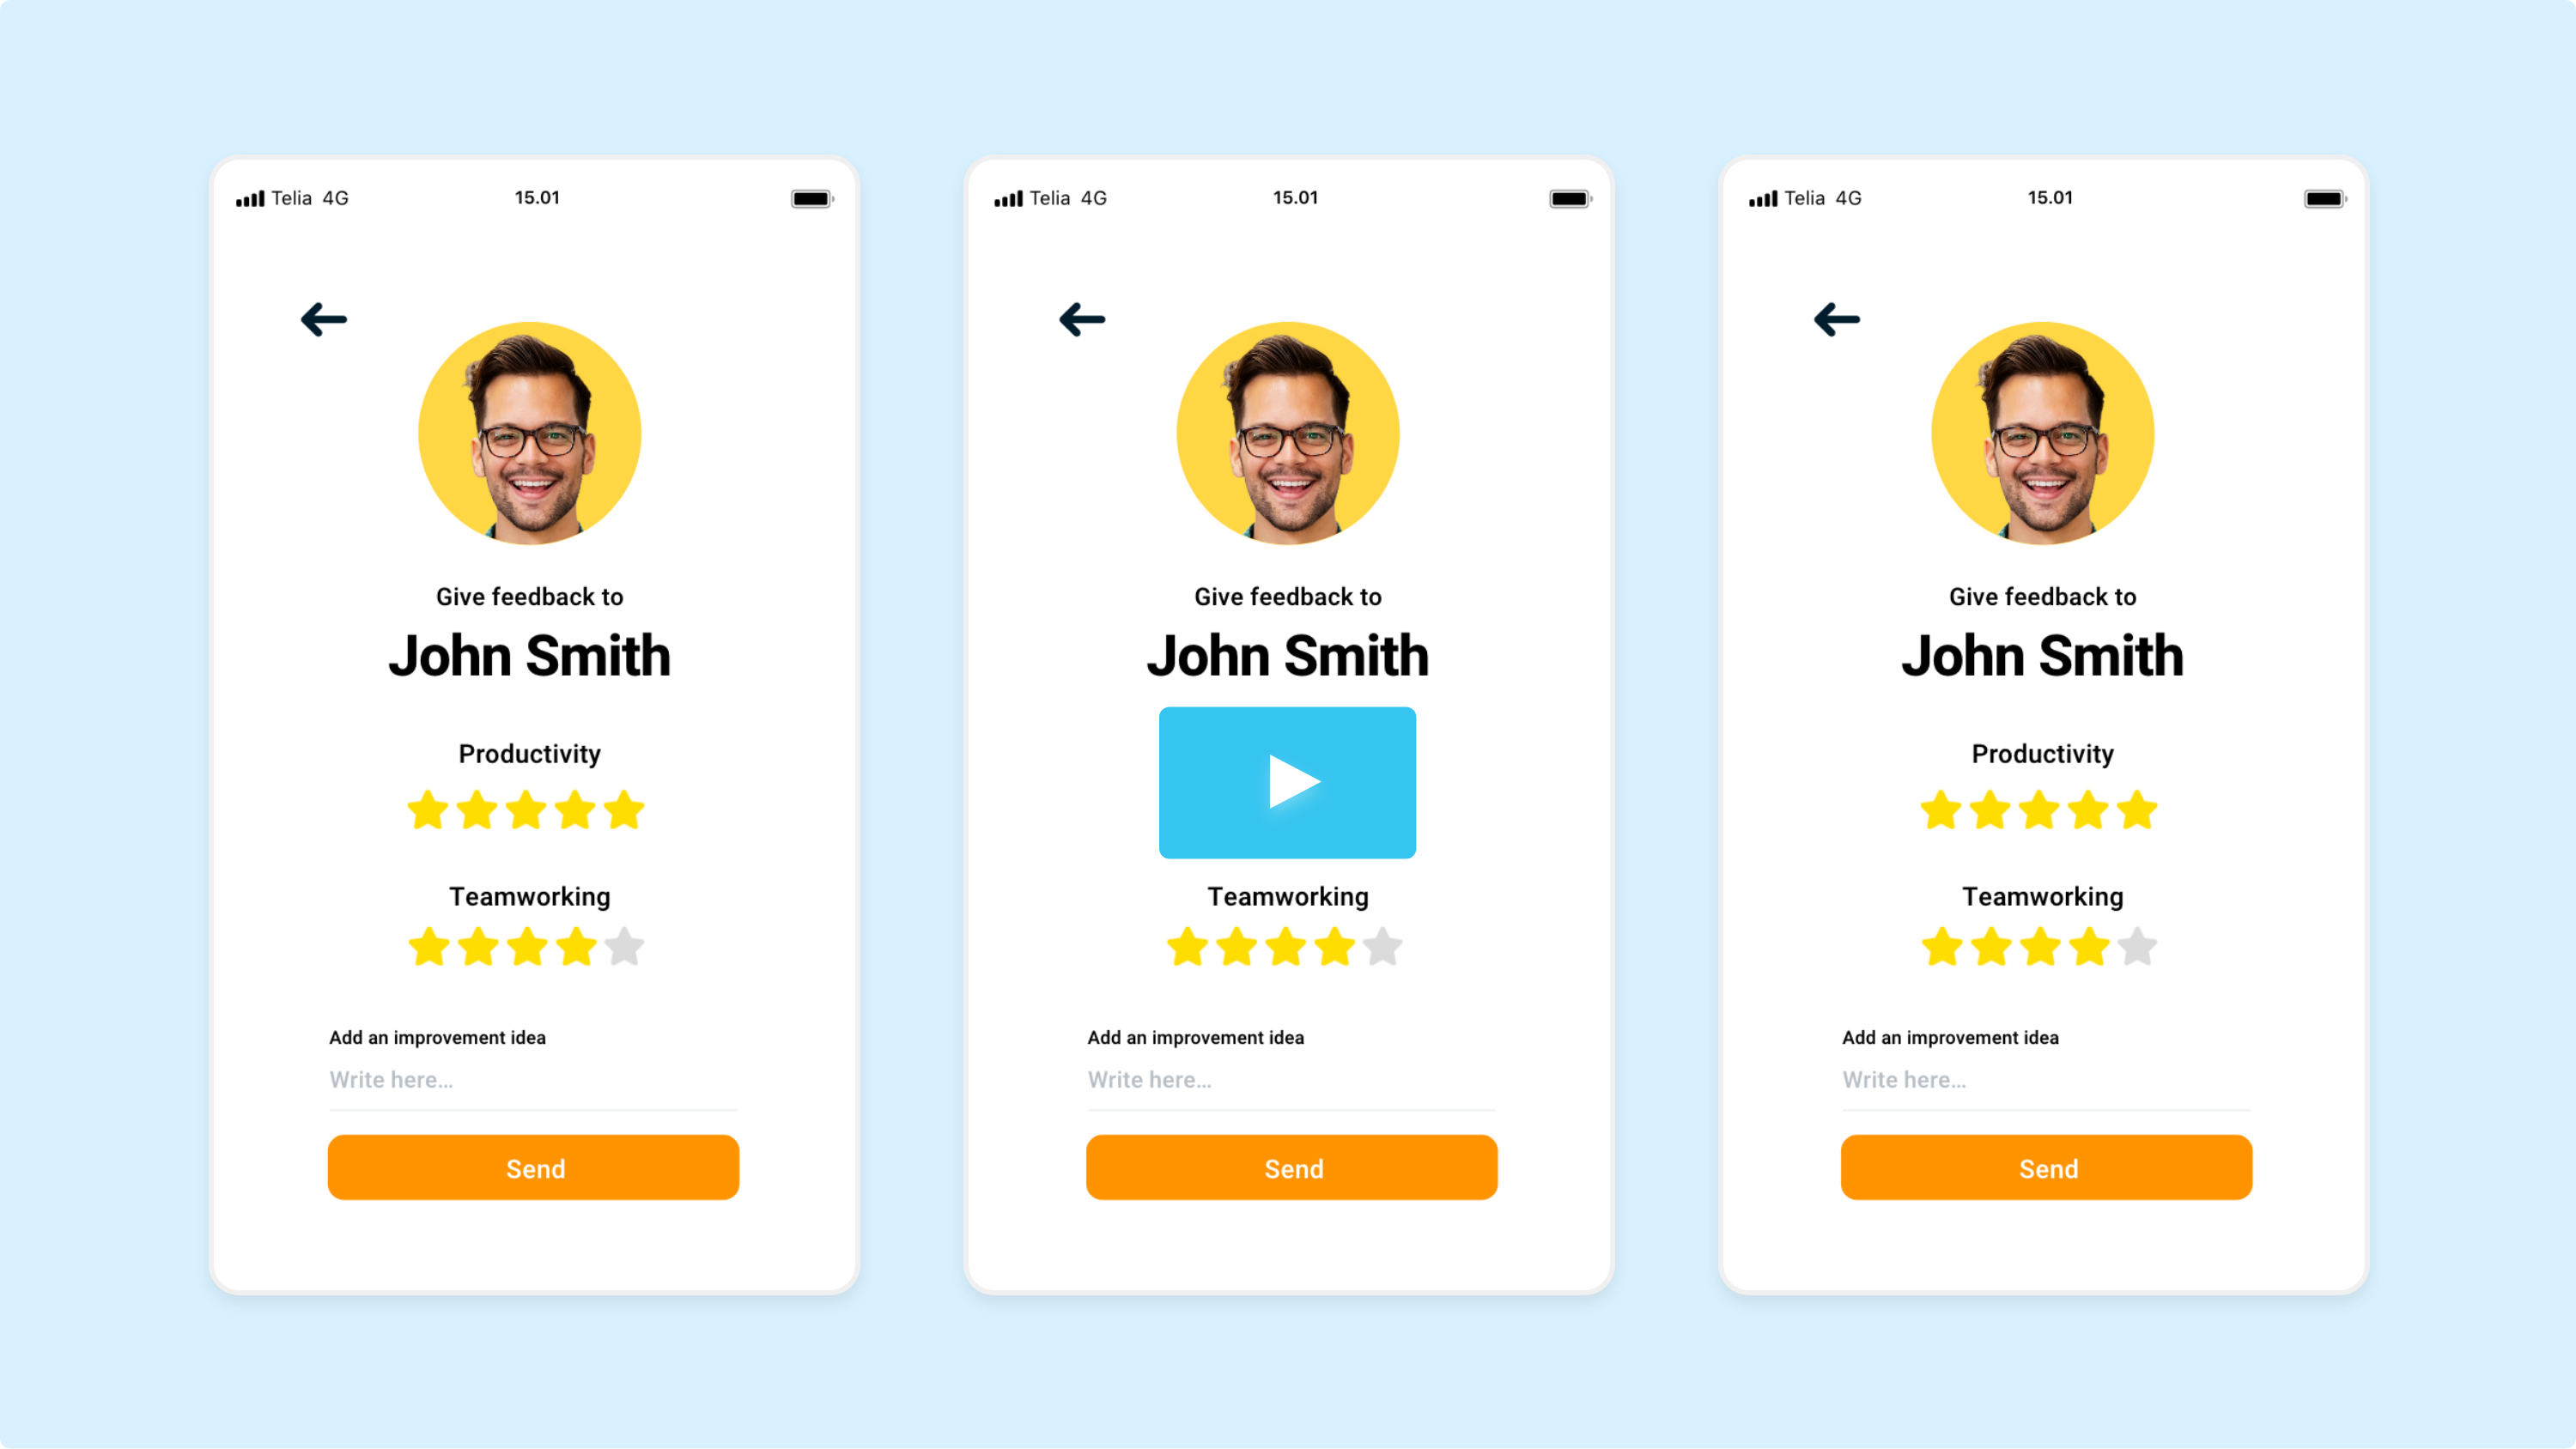 Telia 4G 15.01
Give feedback to
John Smith
Productivity
Teamworking
Add an improvement idea
Write here...
Send
Telia 4G 15.01
Give feedback to
John Smith
Teamworking
Add an improvement idea
Write here...
Send
Telia 4G 15.01
Give feedback to
John Smith
Productivity
Teamworking
Add an improvement idea
Write here...
Send